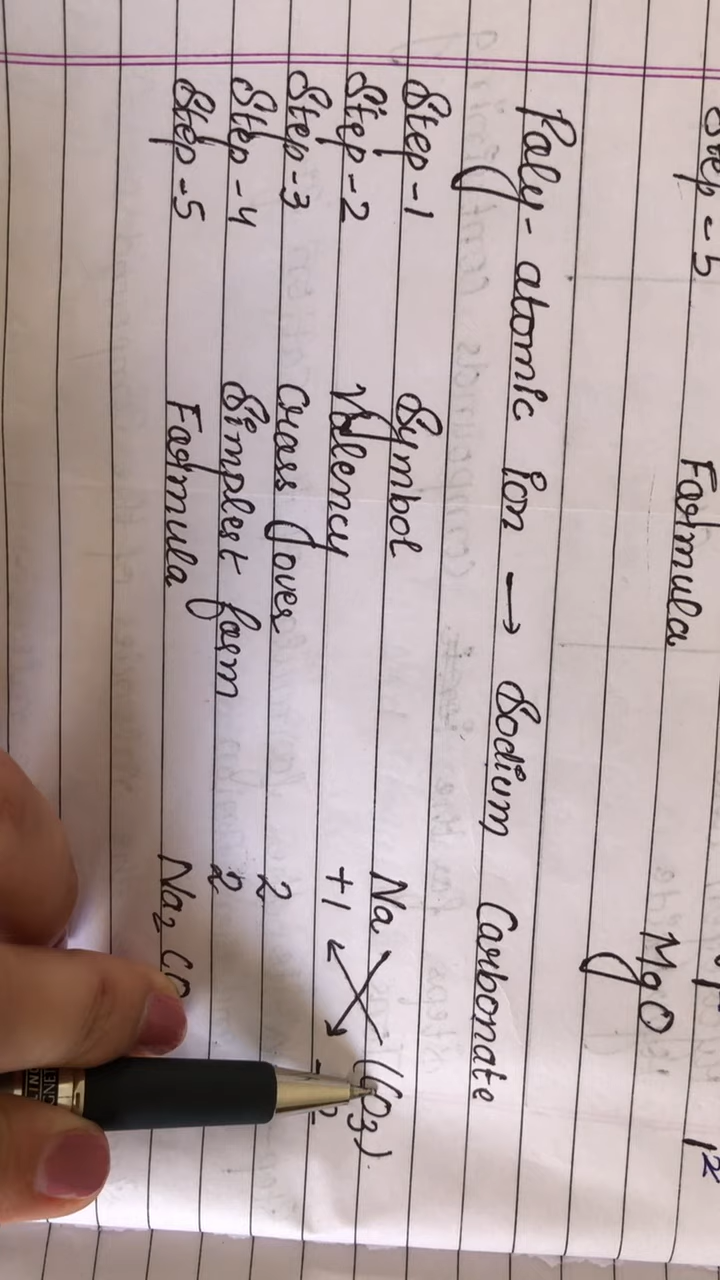 Step-5 Formula MgO
Poly-atomic ion → Sodium Carbonate
Step-1 Symbol Na (CO3)
Step-2 Valency +1 -2
Step-3 Cross over 2
Step-4 Simplest form 2
Step-5 Formula Na2 CO